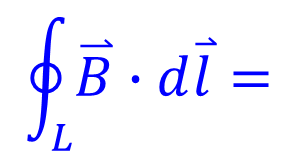 ∮_L B⃗ · dl⃗ =